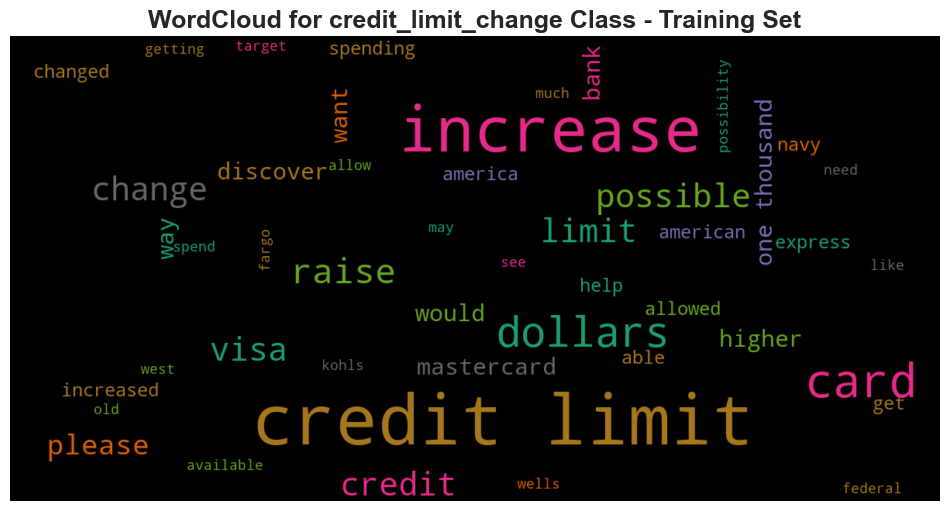 WordCloud for credit_limit_change Class - Training Set
getting
target
spending
changed
bank
possibility
much
want
increase
one thousand
navy
discover
allow
america
need
change
possible
way
spend
fargo
may
limit
american
express
see
like
raise
help
would
allowed
dollars
higher
visa
kohls
mastercard
able
west
increased
old
card
get
credit limit
please
available
credit
wells
federal